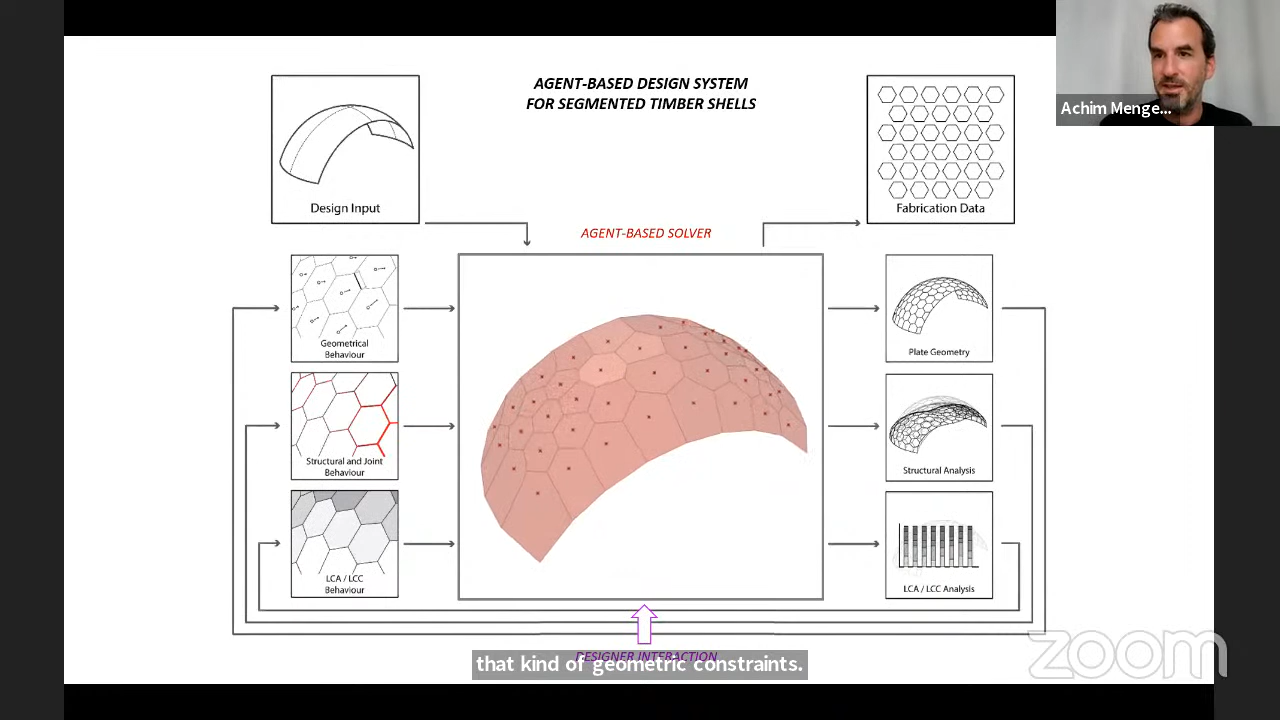 AGENT-BASED DESIGN SYSTEM
FOR SEGMENTED TIMBER SHELLS
Achim Menge...
Design Input
Fabrication Data
AGENT-BASED SOLVER
Geometrical
Behaviour
Plate Geometry
Structural and Joint
Behaviour
Structural Analysis
LCA / LCC
Behaviour
LCA / LCC Analysis
DESIGNER INTERACTION
that kind of geometric constraints.
zoom